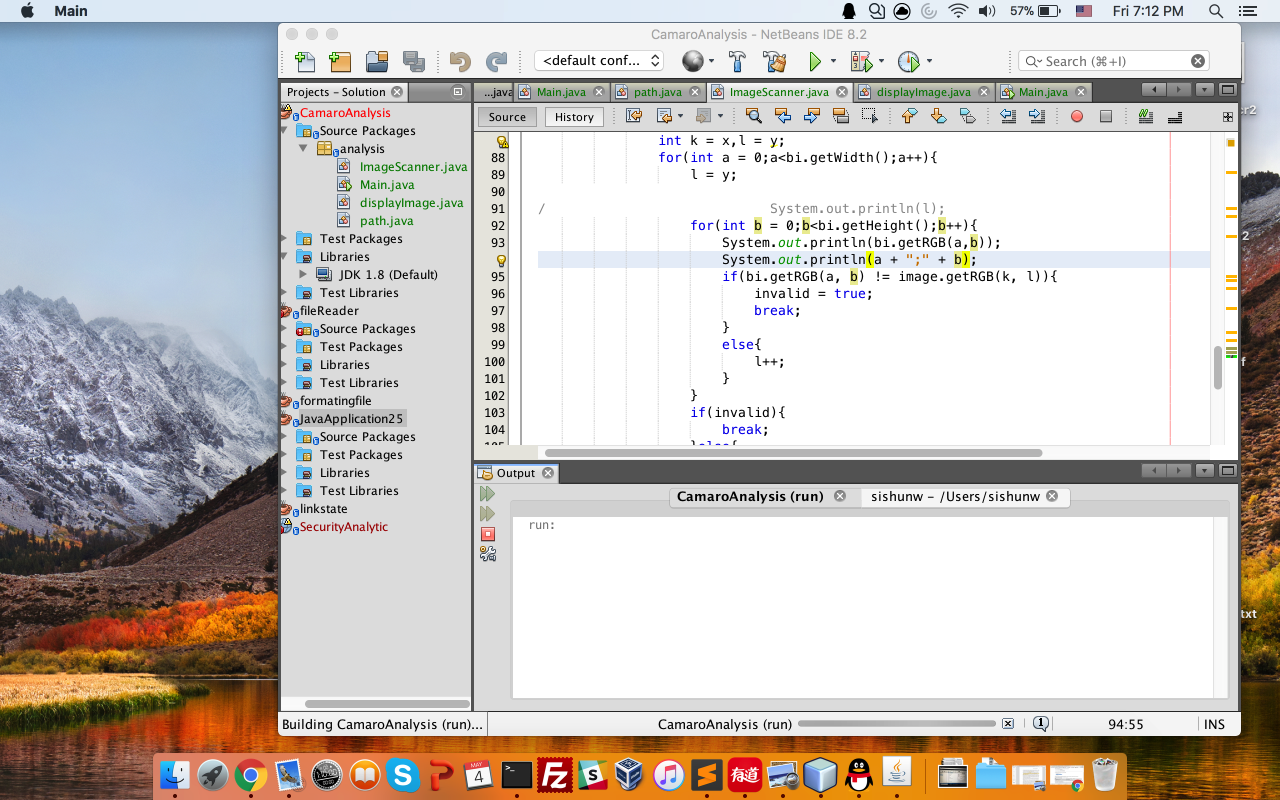 Main
57%
Fri 7:12 PM
CamaroAnalysis - NetBeans IDE 8.2
<default conf...
Search (⌘+I)
Projects – Solution
...java
Main.java
path.java
ImageScanner.java
displayImage.java
Main.java
Source
History
CamaroAnalysis
Source Packages
analysis
ImageScanner.java
Main.java
displayImage.java
path.java
Test Packages
Libraries
JDK 1.8 (Default)
Test Libraries
fileReader
Source Packages
Test Packages
Libraries
Test Libraries
formatingfile
JavaApplication25
Source Packages
Test Packages
Libraries
Test Libraries
linkstate
SecurityAnalytic
int k = x,l = y;
88 for(int a = 0;a<bi.getWidth();a++){
89 l = y;
90
91 / System.out.println(l);
92 for(int b = 0;b<bi.getHeight();b++){
93 System.out.println(bi.getRGB(a,b));
System.out.println(a + ";" + b);
95 if(bi.getRGB(a, b) != image.getRGB(k, l)){
96 invalid = true;
97 break;
98 }
99 else{
100 l++;
101 }
102 }
103 if(invalid){
104 break;
105 }else{
Output
CamaroAnalysis (run)
sishunw – /Users/sishunw
run:
Building CamaroAnalysis (run)...
CamaroAnalysis (run)
1
94:55
INS
r2
2
f
txt
MAY
4
有道